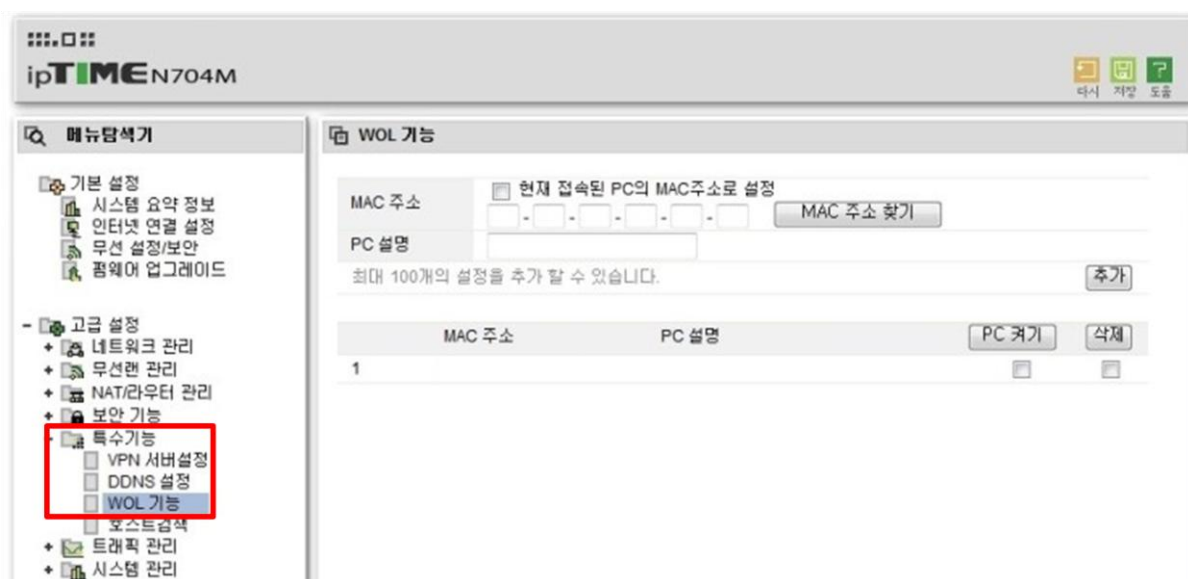 ipTIME N704M
다시 저장 도움
메뉴탐색기
기본 설정
시스템 요약 정보
인터넷 연결 설정
무선 설정/보안
펌웨어 업그레이드
- 고급 설정
+ 네트워크 관리
+ 무선랜 관리
+ NAT/라우터 관리
+ 보안 기능
- 특수기능
VPN 서버설정
DDNS 설정
WOL 기능
호스트검색
+ 트래픽 관리
+ 시스템 관리
WOL 기능
MAC 주소
현재 접속된 PC의 MAC주소로 설정
- - - - - MAC 주소 찾기
PC 설명
최대 100개의 설정을 추가 할 수 있습니다. 추가
MAC 주소 PC 설명 PC 켜기 삭제
1